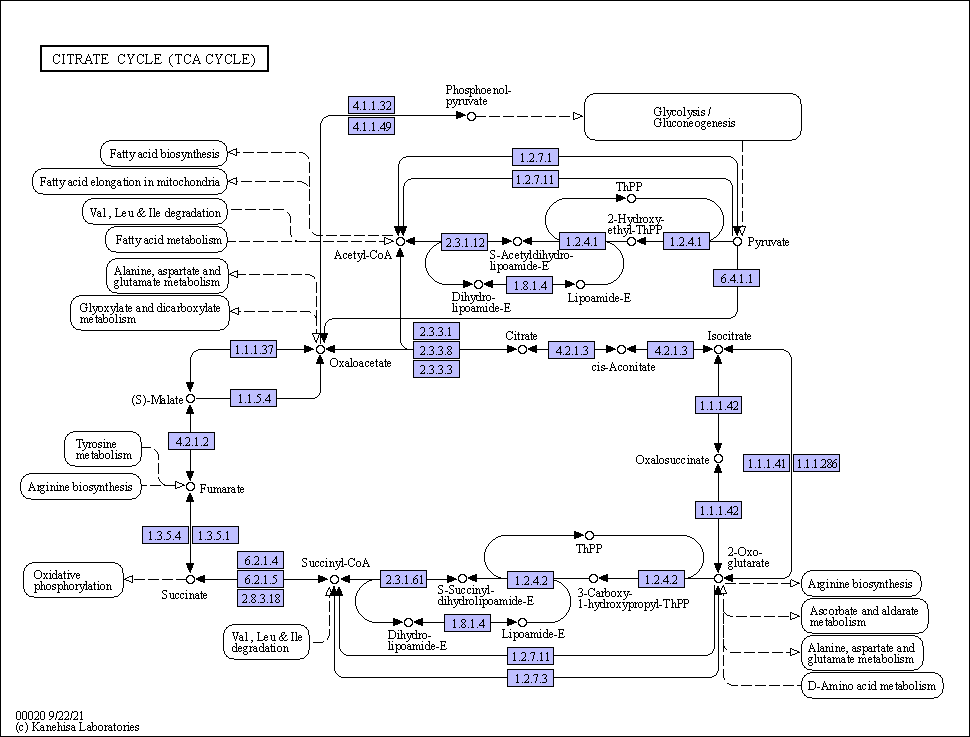 CITRATE CYCLE (TCA CYCLE)
Phosphoenol-
pyruvate
4.1.1.32
4.1.1.49
Glycolysis /
Gluconeogenesis
Fatty acid biosynthesis
Fatty acid elongation in mitochondria
Val, Leu & Ile degradation
Fatty acid metabolism
1.2.7.1
1.2.7.11
ThPP
2-Hydroxy-
ethyl-ThPP
Acetyl-CoA
2.3.1.12
1.2.4.1
1.2.4.1
Pyruvate
S-Acetyldihydro-
lipoamide-E
Alanine, aspartate and
glutamate metabolism
6.4.1.1
1.8.1.4
Dihydro-
lipoamide-E
Lipoamide-E
Glyoxylate and dicarboxylate
metabolism
2.3.3.1
2.3.3.8
2.3.3.3
Citrate
Isocitrate
1.1.1.37
4.2.1.3
4.2.1.3
Oxaloacetate
cis-Aconitate
(S)-Malate
1.1.5.4
1.1.1.42
4.2.1.2
Tyrosine
metabolism
Oxalosuccinate
1.1.1.41
1.1.1.286
Arginine biosynthesis
Fumarate
1.1.1.42
1.3.5.4
1.3.5.1
ThPP
2-Oxo-
glutarate
6.2.1.4
6.2.1.5
2.8.3.18
Succinyl-CoA
Oxidative
phosphorylation
Succinate
2.3.1.61
1.2.4.2
1.2.4.2
Arginine biosynthesis
S-Succinyl-
dihydrolipoamide-E
3-Carboxy-
1-hydroxypropyl-ThPP
Ascorbate and aldarate
metabolism
1.8.1.4
Dihydro-
lipoamide-E
Lipoamide-E
Val, Leu & Ile
degradation
Alanine, aspartate and
glutamate metabolism
1.2.7.11
1.2.7.3
D-Amino acid metabolism
00020 9/22/21
(c) Kanehisa Laboratories